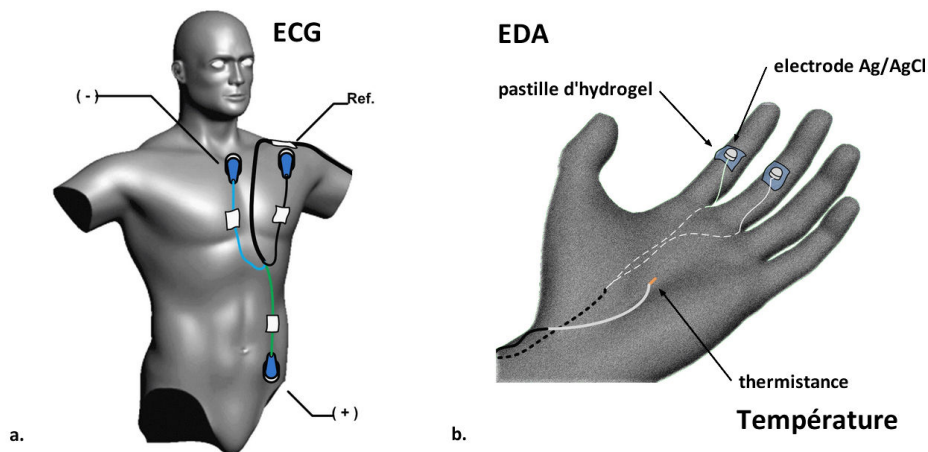 ECG
( - )
Ref.
( + )
a.
EDA
electrode Ag/AgCl
pastille d'hydrogel
thermistance
Température
b.